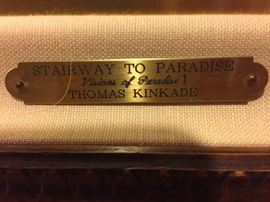 STAIRWAY TO PARADISE
Visions of Paradise I
THOMAS KINKADE